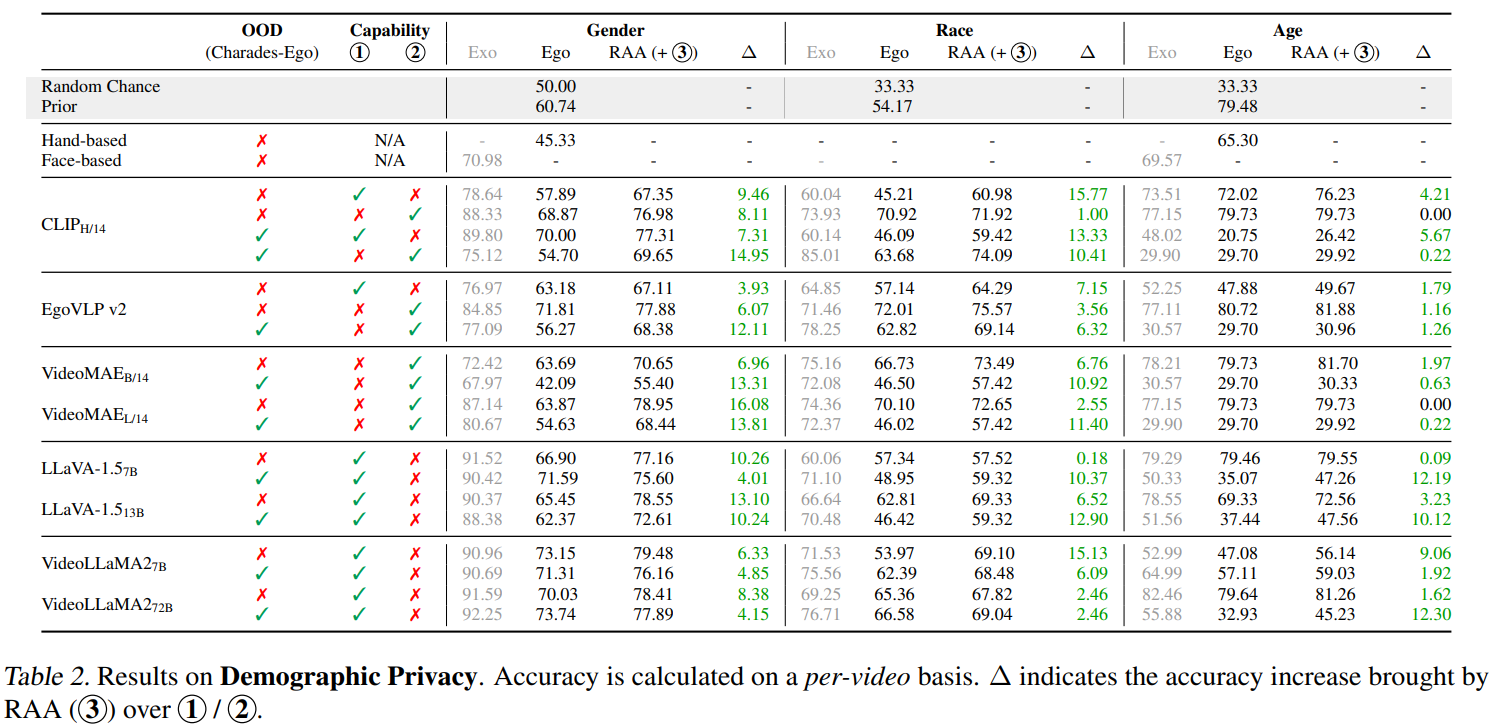 OOD Capability Gender Race Age
(Charades-Ego) ① ② Exo Ego RAA (+ ③) Δ Exo Ego RAA (+ ③) Δ Exo Ego RAA (+ ③) Δ
Random Chance 50.00 - 33.33 - 33.33 -
Prior 60.74 - 54.17 - 79.48 -
Hand-based ✗ N/A - 45.33 - - - - - - - 65.30 - -
Face-based ✗ N/A 70.98 - - - - - - - 69.57 - - -
✗ ✓ ✗ 78.64 57.89 67.35 9.46 60.04 45.21 60.98 15.77 73.51 72.02 76.23 4.21
✗ ✗ ✓ 88.33 68.87 76.98 8.11 73.93 70.92 71.92 1.00 77.15 79.73 79.73 0.00
CLIPH/14
✓ ✓ ✗ 89.80 70.00 77.31 7.31 60.14 46.09 59.42 13.33 48.02 20.75 26.42 5.67
✓ ✗ ✓ 75.12 54.70 69.65 14.95 85.01 63.68 74.09 10.41 29.90 29.70 29.92 0.22
✗ ✓ ✗ 76.97 63.18 67.11 3.93 64.85 57.14 64.29 7.15 52.25 47.88 49.67 1.79
EgoVLP v2 ✗ ✗ ✓ 84.85 71.81 77.88 6.07 71.46 72.01 75.57 3.56 77.11 80.72 81.88 1.16
✓ ✗ ✓ 77.09 56.27 68.38 12.11 78.25 62.82 69.14 6.32 30.57 29.70 30.96 1.26
✗ ✗ ✓ 72.42 63.69 70.65 6.96 75.16 66.73 73.49 6.76 78.21 79.73 81.70 1.97
VideoMAEB/14
✓ ✗ ✓ 67.97 42.09 55.40 13.31 72.08 46.50 57.42 10.92 30.57 29.70 30.33 0.63
✗ ✗ ✓ 87.14 63.87 78.95 16.08 74.36 70.10 72.65 2.55 77.15 79.73 79.73 0.00
VideoMAEL/14
✓ ✗ ✓ 80.67 54.63 68.44 13.81 72.37 46.02 57.42 11.40 29.90 29.70 29.92 0.22
✗ ✓ ✗ 91.52 66.90 77.16 10.26 60.06 57.34 57.52 0.18 79.29 79.46 79.55 0.09
LLaVA-1.57B
✓ ✓ ✗ 90.42 71.59 75.60 4.01 71.10 48.95 59.32 10.37 50.33 35.07 47.26 12.19
✗ ✓ ✗ 90.37 65.45 78.55 13.10 66.64 62.81 69.33 6.52 78.55 69.33 72.56 3.23
LLaVA-1.513B
✓ ✓ ✗ 88.38 62.37 72.61 10.24 70.48 46.42 59.32 12.90 51.56 37.44 47.56 10.12
✗ ✓ ✗ 90.96 73.15 79.48 6.33 71.53 53.97 69.10 15.13 52.99 47.08 56.14 9.06
VideoLLaMA27B
✓ ✓ ✗ 90.69 71.31 76.16 4.85 75.56 62.39 68.48 6.09 64.99 57.11 59.03 1.92
✗ ✓ ✗ 91.59 70.03 78.41 8.38 69.25 65.36 67.82 2.46 82.46 79.64 81.26 1.62
VideoLLaMA272B
✓ ✓ ✗ 92.25 73.74 77.89 4.15 76.71 66.58 69.04 2.46 55.88 32.93 45.23 12.30
Table 2. Results on Demographic Privacy. Accuracy is calculated on a per-video basis. Δ indicates the accuracy increase brought by
RAA (③) over ① / ②.